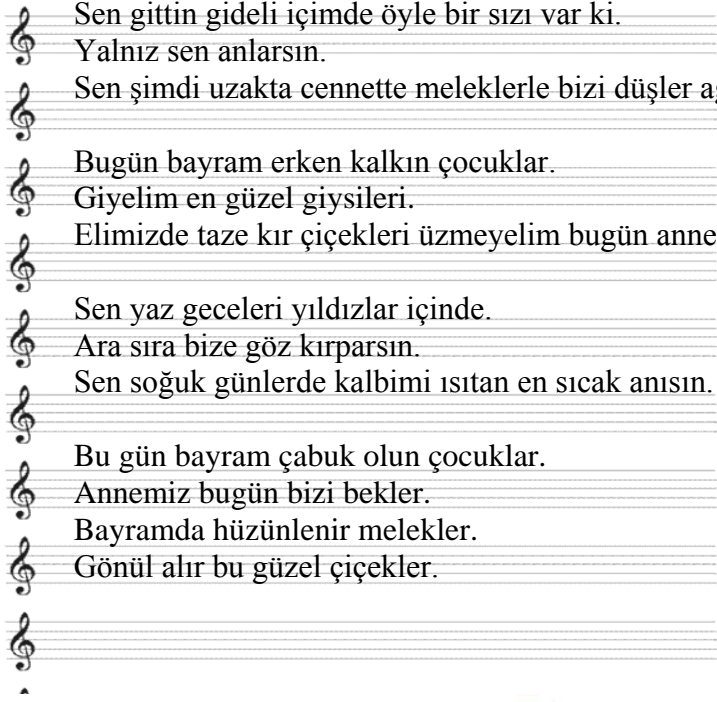 Sen gittin gideli içimde öyle bir sızı var ki.
Yalnız sen anlarsın.
Sen şimdi uzakta cennette meleklerle bizi düşler
Bugün bayram erken kalkın çocuklar.
Giyelim en güzel giysileri.
Elimizde taze kır çiçekleri üzmeyelim bugün anne
Sen yaz geceleri yıldızlar içinde.
Ara sıra bize göz kırparsın.
Sen soğuk günlerde kalbimi ısıtan en sıcak anısın.
Bu gün bayram çabuk olun çocuklar.
Annemiz bugün bizi bekler.
Bayramda hüzünlenir melekler.
Gönül alır bu güzel çiçekler.